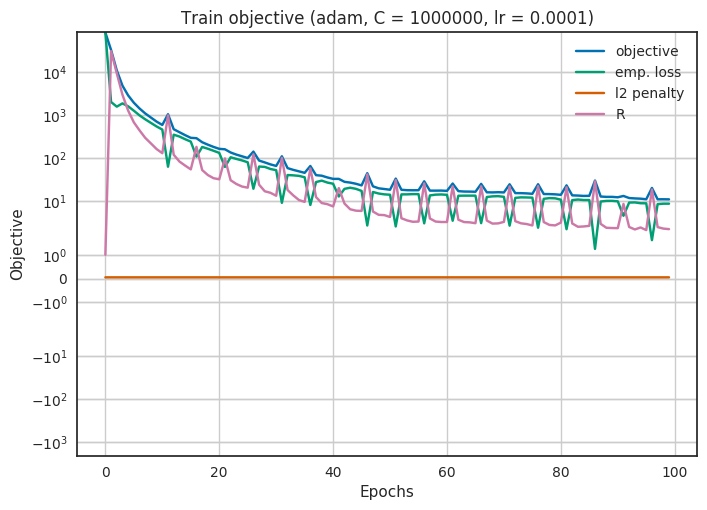 Train objective (adam, C = 1000000, lr = 0.0001)
objective
emp. loss
l2 penalty
R
Objective
10⁴
10³
10²
10¹
10⁰
0
−10⁰
−10¹
−10²
−10³
0 20 40 60 80 100
Epochs